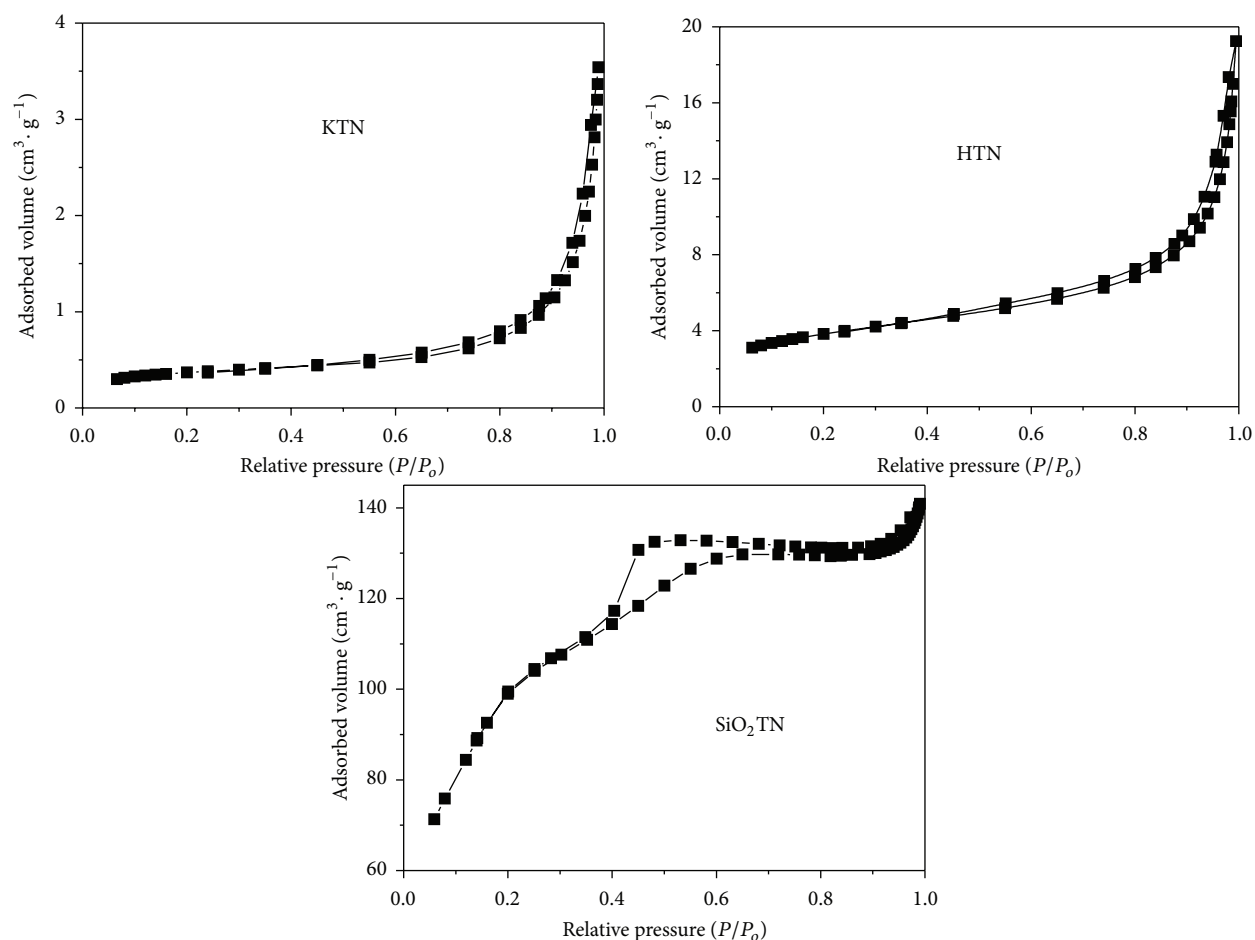 4
3
2
1
0
Adsorbed volume (cm³ · g⁻¹)
KTN
0.0 0.2 0.4 0.6 0.8 1.0
Relative pressure (P/Pₒ)
20
16
12
8
4
0
Adsorbed volume (cm³ · g⁻¹)
HTN
0.0 0.2 0.4 0.6 0.8 1.0
Relative pressure (P/Pₒ)
140
120
100
80
60
Adsorbed volume (cm³ · g⁻¹)
SiO₂TN
0.0 0.2 0.4 0.6 0.8 1.0
Relative pressure (P/Pₒ)